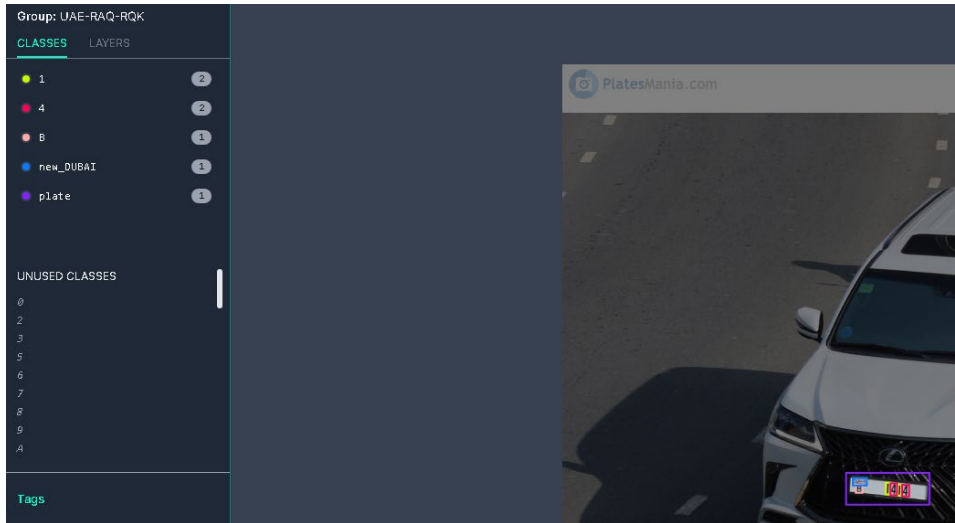 Group: UAE-RAQ-RQK
CLASSES LAYERS
1 2
4 2
B 1
new_DUBAI 1
plate 1
PlatesMania.com
UNUSED CLASSES
0
2
3
5
6
7
8
9
A
Tags